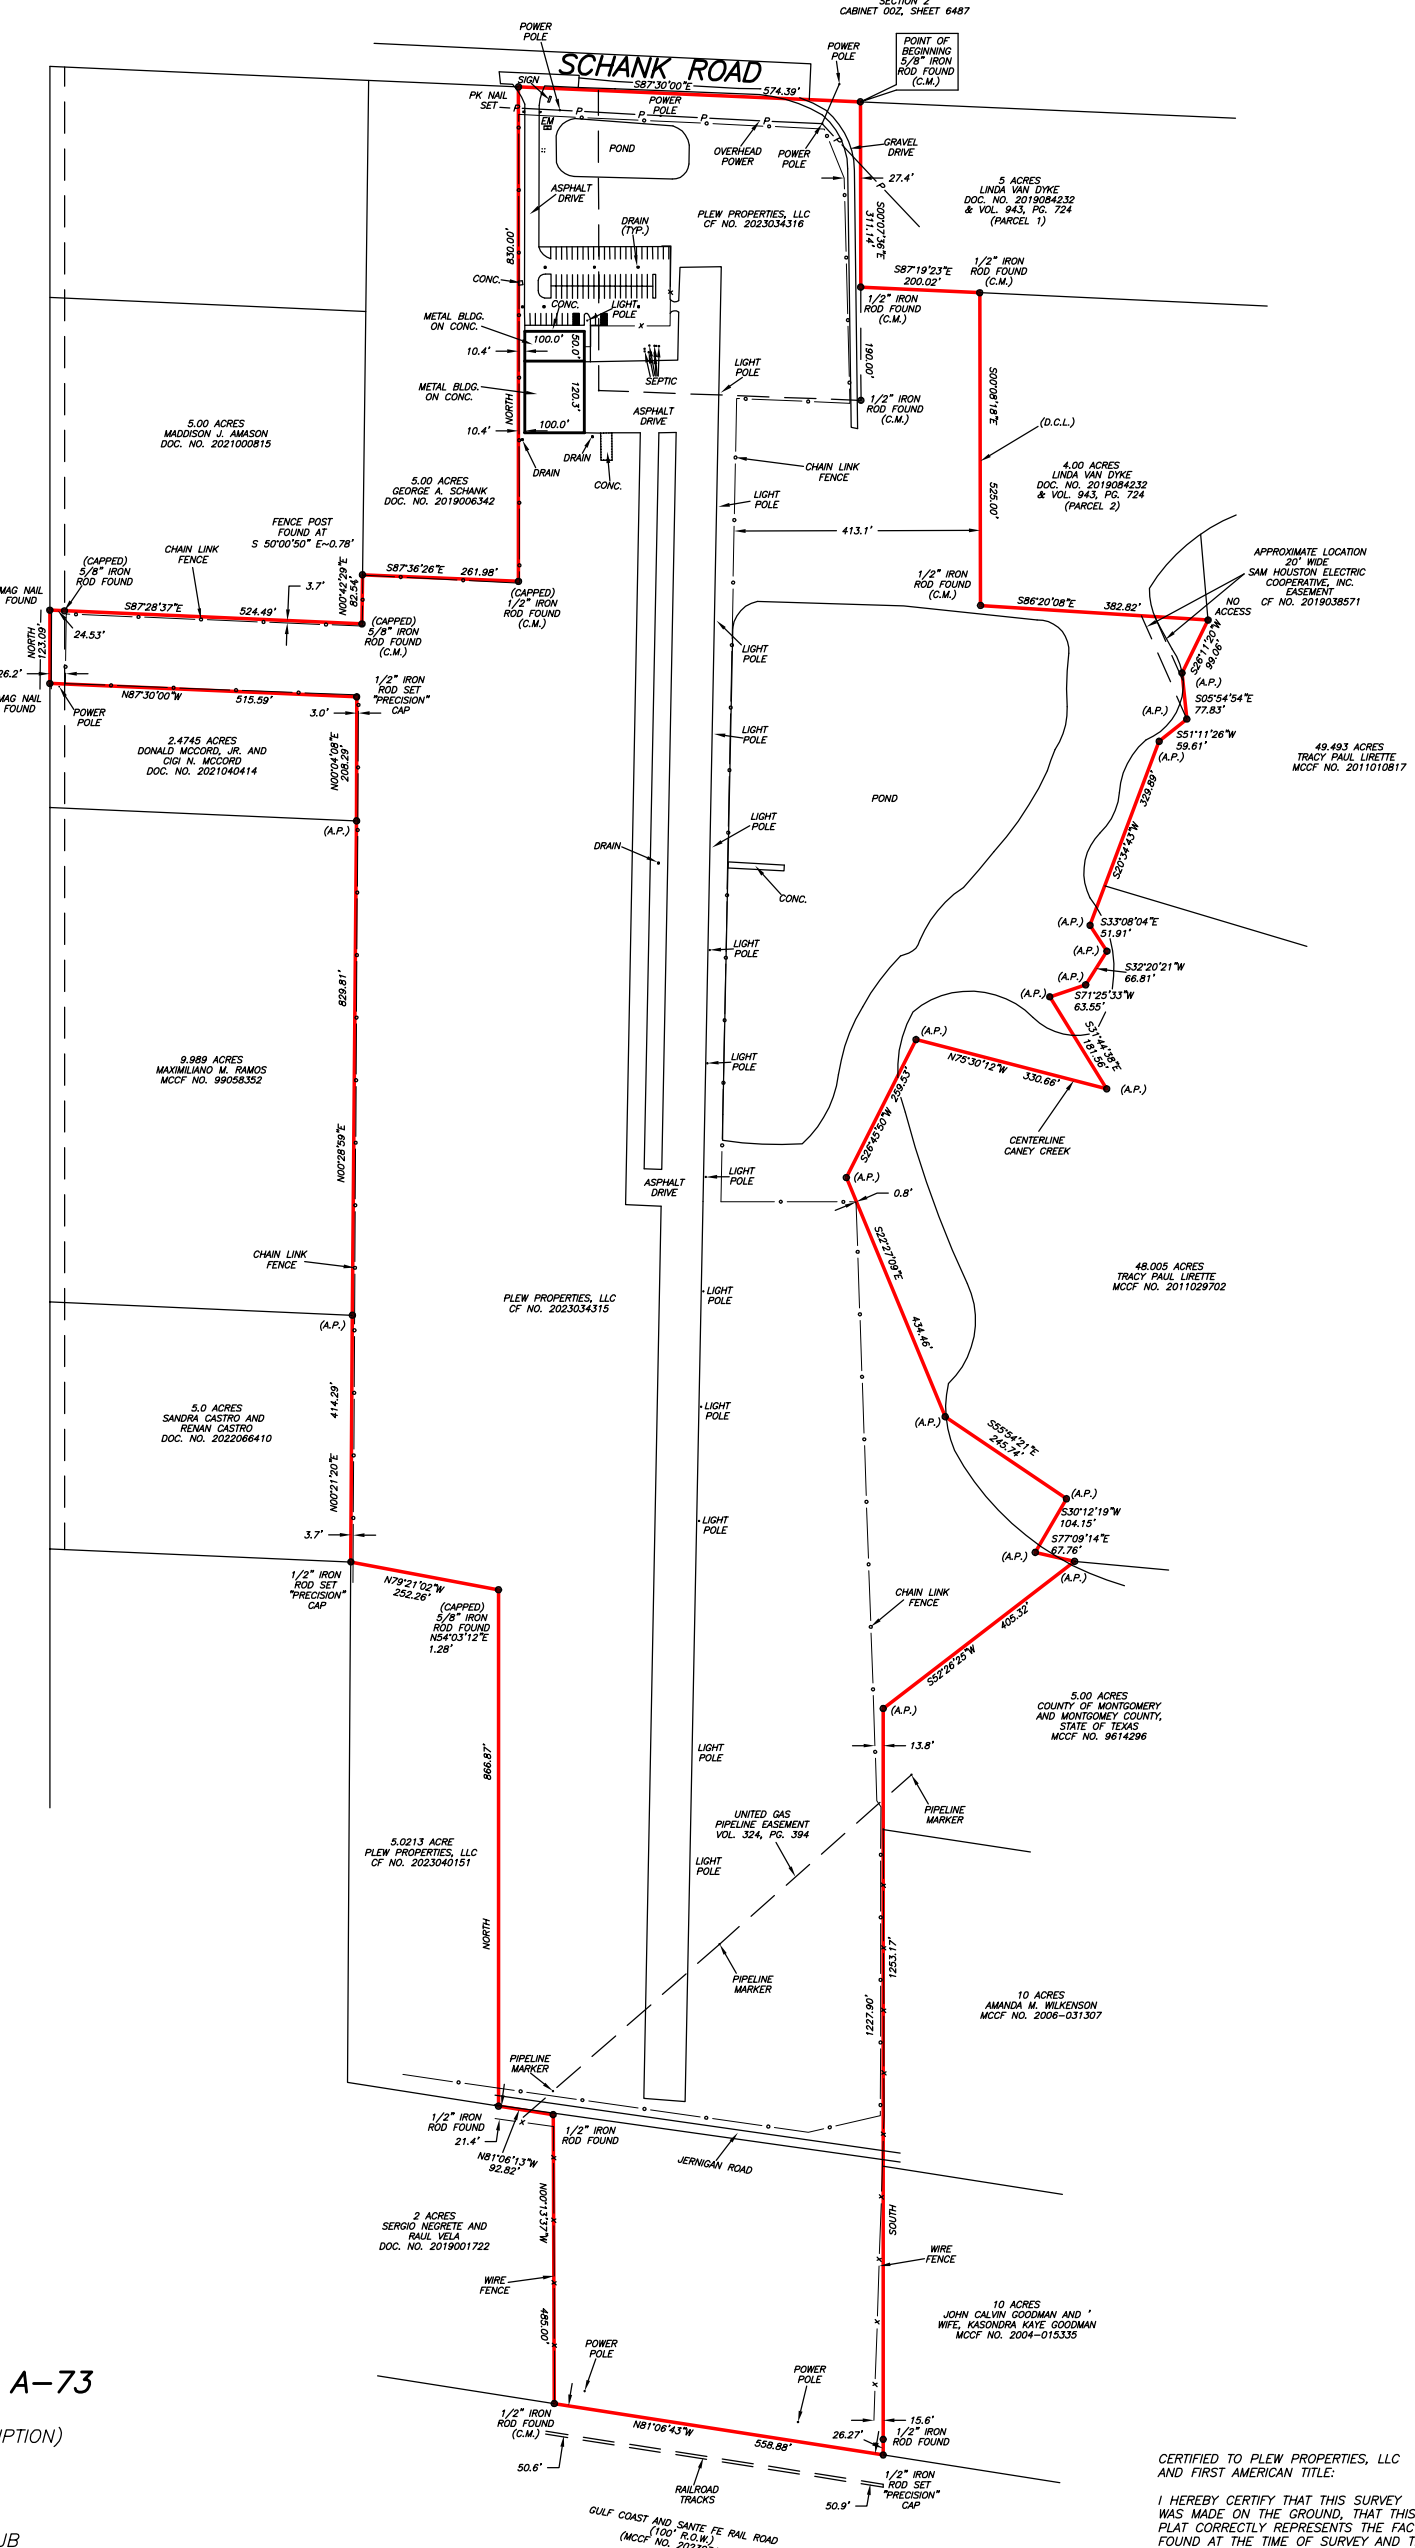 SECTION 2
CABINET 00Z, SHEET 6487
POWER
POLE
POWER
POLE
POINT OF
BEGINNING
5/8" IRON
ROD FOUND
(C.M.)
SCHANK ROAD
SIGN
S87°30'00"E
574.39'
PK NAIL
SET
POWER
POLE
P
P
P
P
P
P
P
P
EM
POND
OVERHEAD
POWER
POWER
POLE
GRAVEL
DRIVE
27.4'
ASPHALT
DRIVE
5 ACRES
LINDA VAN DYKE
DOC. NO. 2019084232
& VOL. 943, PG. 724
(PARCEL 1)
PLEW PROPERTIES, LLC
CF NO. 2023034316
S00°07'36"E
311.14'
DRAIN
(TYP.)
830.00'
S87°19'23"E
200.02'
1/2" IRON
ROD FOUND
(C.M.)
CONC.
CONC.
LIGHT
POLE
1/2" IRON
ROD FOUND
(C.M.)
METAL BLDG.
ON CONC.
100.0'
50.0'
10.4'
190.00'
LIGHT
POLE
SEPTIC
METAL BLDG.
ON CONC.
120.3'
S00°08'18"E
NORTH
1/2" IRON
ROD FOUND
(C.M.)
ASPHALT
DRIVE
100.0'
10.4'
(D.C.L.)
5.00 ACRES
MADDISON J. AMASON
DOC. NO. 2021000815
DRAIN
DRAIN
CONC.
CHAIN LINK
FENCE
4.00 ACRES
LINDA VAN DYKE
DOC. NO. 2019084232
& VOL. 943, PG. 724
(PARCEL 2)
5.00 ACRES
GEORGE A. SCHANK
DOC. NO. 2019006342
LIGHT
POLE
525.00'
413.1'
FENCE POST
FOUND AT
S 50°00'50" E~0.78'
CHAIN LINK
FENCE
(CAPPED)
5/8" IRON
ROD FOUND
MAG NAIL
FOUND
S87°28'37"E
524.49'
3.7'
N00°42'29"E
82.54'
S87°36'26"E
261.98'
(CAPPED)
1/2" IRON
ROD FOUND
(C.M.)
1/2" IRON
ROD FOUND
(C.M.)
S86°20'08"E
382.82'
APPROXIMATE LOCATION
20' WIDE
SAM HOUSTON ELECTRIC
COOPERATIVE, INC.
EASEMENT
CF NO. 2019038571
NO
ACCESS
NORTH
123.09'
24.53'
(CAPPED)
5/8" IRON
ROD FOUND
(C.M.)
26.2'
S26°11'20"W
99.06'
LIGHT
POLE
MAG NAIL
FOUND
N87°30'00"W
515.59'
1/2" IRON
ROD SET
"PRECISION"
CAP
POWER
POLE
3.0'
(A.P.)
S05°54'54"E
77.83'
(A.P.)
S51°11'26"W
59.61'
(A.P.)
LIGHT
POLE
2.4745 ACRES
DONALD MCCORD, JR. AND
CIGI N. MCCORD
DOC. NO. 2021040414
N00°04'08"E
208.29'
49.493 ACRES
TRACY PAUL LIRETTE
MCCF NO. 2011010817
329.89'
S20°34'43"W
POND
LIGHT
POLE
(A.P.)
DRAIN
CONC.
(A.P.)
S33°08'04"E
51.91'
LIGHT
POLE
(A.P.)
S32°20'21"W
66.81'
829.81'
(A.P.)
S71°25'33"W
63.55'
(A.P.)
S31°44'38"E
181.56'
(A.P.)
N75°30'12"W
330.66'
(A.P.)
9.989 ACRES
MAXIMILIANO M. RAMOS
MCCF NO. 99058352
LIGHT
POLE
259.53'
S26°45'50"W
CENTERLINE
CANEY CREEK
N00°28'59"E
ASPHALT
DRIVE
LIGHT
POLE
(A.P.)
0.8'
CHAIN LINK
FENCE
S22°27'09"E
434.46'
48.005 ACRES
TRACY PAUL LIRETTE
MCCF NO. 2011029702
PLEW PROPERTIES, LLC
CF NO. 2023034315
LIGHT
POLE
(A.P.)
5.0 ACRES
SANDRA CASTRO AND
RENAN CASTRO
DOC. NO. 2022066410
414.29'
N00°21'20"E
LIGHT
POLE
(A.P.)
S55°54'21"E
245.74'
(A.P.)
S30°12'19"W
104.15'
LIGHT
POLE
3.7'
S77°09'14"E
67.76'
(A.P.)
(A.P.)
1/2" IRON
ROD SET
"PRECISION"
CAP
N79°21'02"W
252.26'
(CAPPED)
5/8" IRON
ROD FOUND
N54°03'12"E
1.28'
CHAIN LINK
FENCE
405.32'
S52°26'25"W
(A.P.)
5.00 ACRES
COUNTY OF MONTGOMERY
AND MONTGOMEY COUNTY,
STATE OF TEXAS
MCCF NO. 9614296
13.8'
LIGHT
POLE
866.87'
UNITED GAS
PIPELINE EASEMENT
VOL. 324, PG. 394
PIPELINE
MARKER
5.0213 ACRE
PLEW PROPERTIES, LLC
CF NO. 2023040151
LIGHT
POLE
NORTH
1253.17'
PIPELINE
MARKER
1227.90'
10 ACRES
AMANDA M. WILKENSON
MCCF NO. 2006-031307
PIPELINE
MARKER
1/2" IRON
ROD FOUND
21.4'
1/2" IRON
ROD FOUND
N81°06'13"W
92.82'
JERNIGAN ROAD
N00°13'37"W
2 ACRES
SERGIO NEGRETE AND
RAUL VELA
DOC. NO. 2019001722
SOUTH
WIRE
FENCE
WIRE
FENCE
485.00'
10 ACRES
JOHN CALVIN GOODMAN AND '
WIFE, KASONDRA KAYE GOODMAN
MCCF NO. 2004-015335
POWER
POLE
POWER
POLE
A-73
1/2" IRON
ROD FOUND
(C.M.)
N81°06'43"W
558.88'
15.6'
26.27'
1/2" IRON
ROD FOUND
PTION)
50.6'
RAILROAD
TRACKS
1/2" IRON
ROD SET
"PRECISION"
CAP
50.9'
GULF COAST AND SANTE FE RAIL ROAD
(100' R.O.W.)
UB
CERTIFIED TO PLEW PROPERTIES, LLC
AND FIRST AMERICAN TITLE:
I HEREBY CERTIFY THAT THIS SURVEY
WAS MADE ON THE GROUND, THAT THIS
PLAT CORRECTLY REPRESENTS THE FAC
FOUND AT THE TIME OF SURVEY AND T